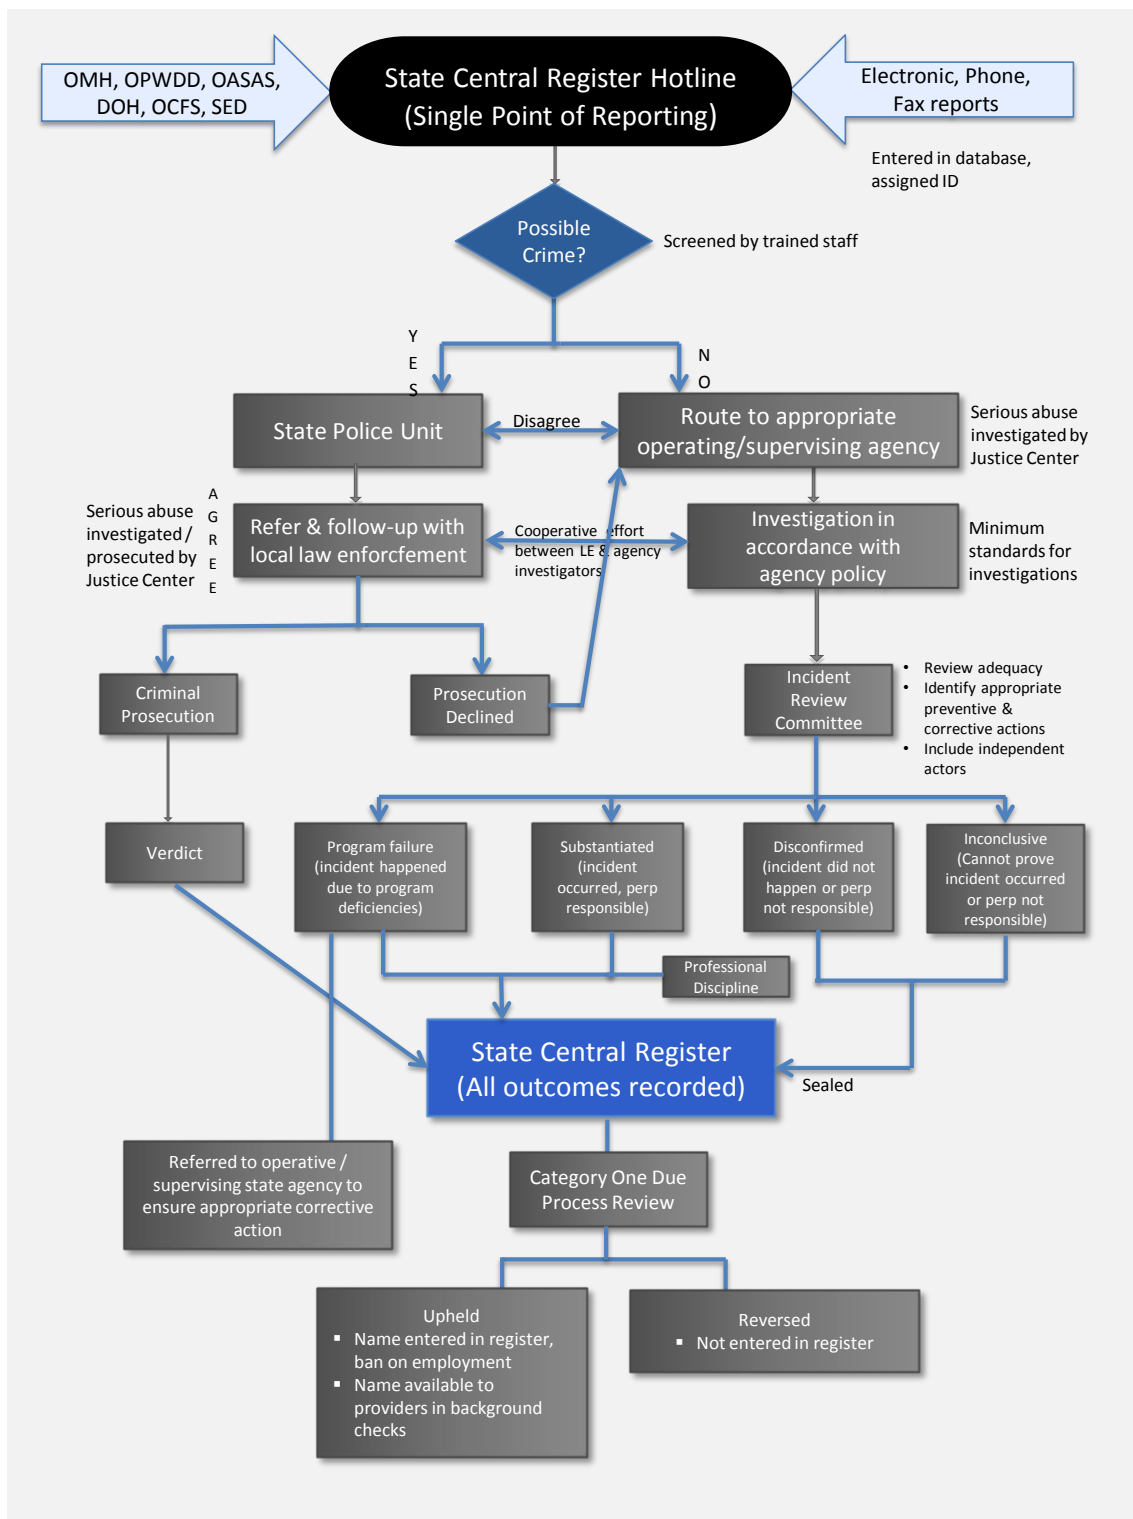 OMH, OPWDD, OASAS,
DOH, OCFS, SED
State Central Register Hotline
(Single Point of Reporting)
Electronic, Phone,
Fax reports
Entered in database,
assigned ID
Possible
Crime?
Screened by trained staff
Y
E
S
N
O
State Police Unit
Disagree
Route to appropriate
operating/supervising agency
Serious abuse
investigated by
Justice Center
Serious abuse
investigated /
prosecuted by
Justice Center
A
G
R
E
E
Refer & follow-up with
local law enforcfement
Cooperative effort
between LE & agency
investigators
Investigation in
accordance with
agency policy
Minimum
standards for
investigations
Criminal
Prosecution
Prosecution
Declined
Incident
Review
Committee
• Review adequacy
• Identify appropriate
preventive &
corrective actions
• Include independent
actors
Verdict
Program failure
(incident happened
due to program
deficiencies)
Substantiated
(incident
occurred, perp
responsible)
Disconfirmed
(incident did not
happen or perp
not responsible)
Inconclusive
(Cannot prove
incident occurred
or perp not
responsible)
Professional
Discipline
State Central Register
(All outcomes recorded)
Sealed
Referred to operative /
supervising state agency to
ensure appropriate corrective
action
Category One Due
Process Review
Upheld
▪ Name entered in register,
ban on employment
▪ Name available to
providers in background
checks
Reversed
▪ Not entered in register